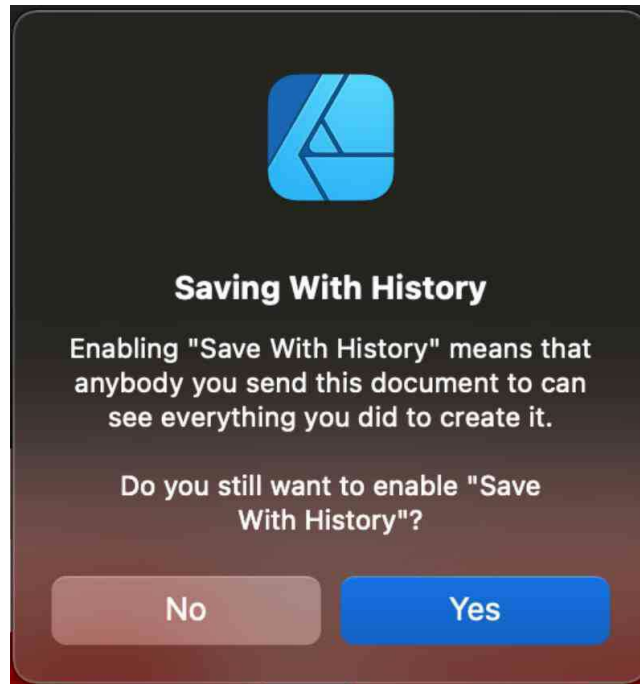 Saving With History
Enabling "Save With History" means that
anybody you send this document to can
see everything you did to create it.
Do you still want to enable "Save
With History"?
No
Yes